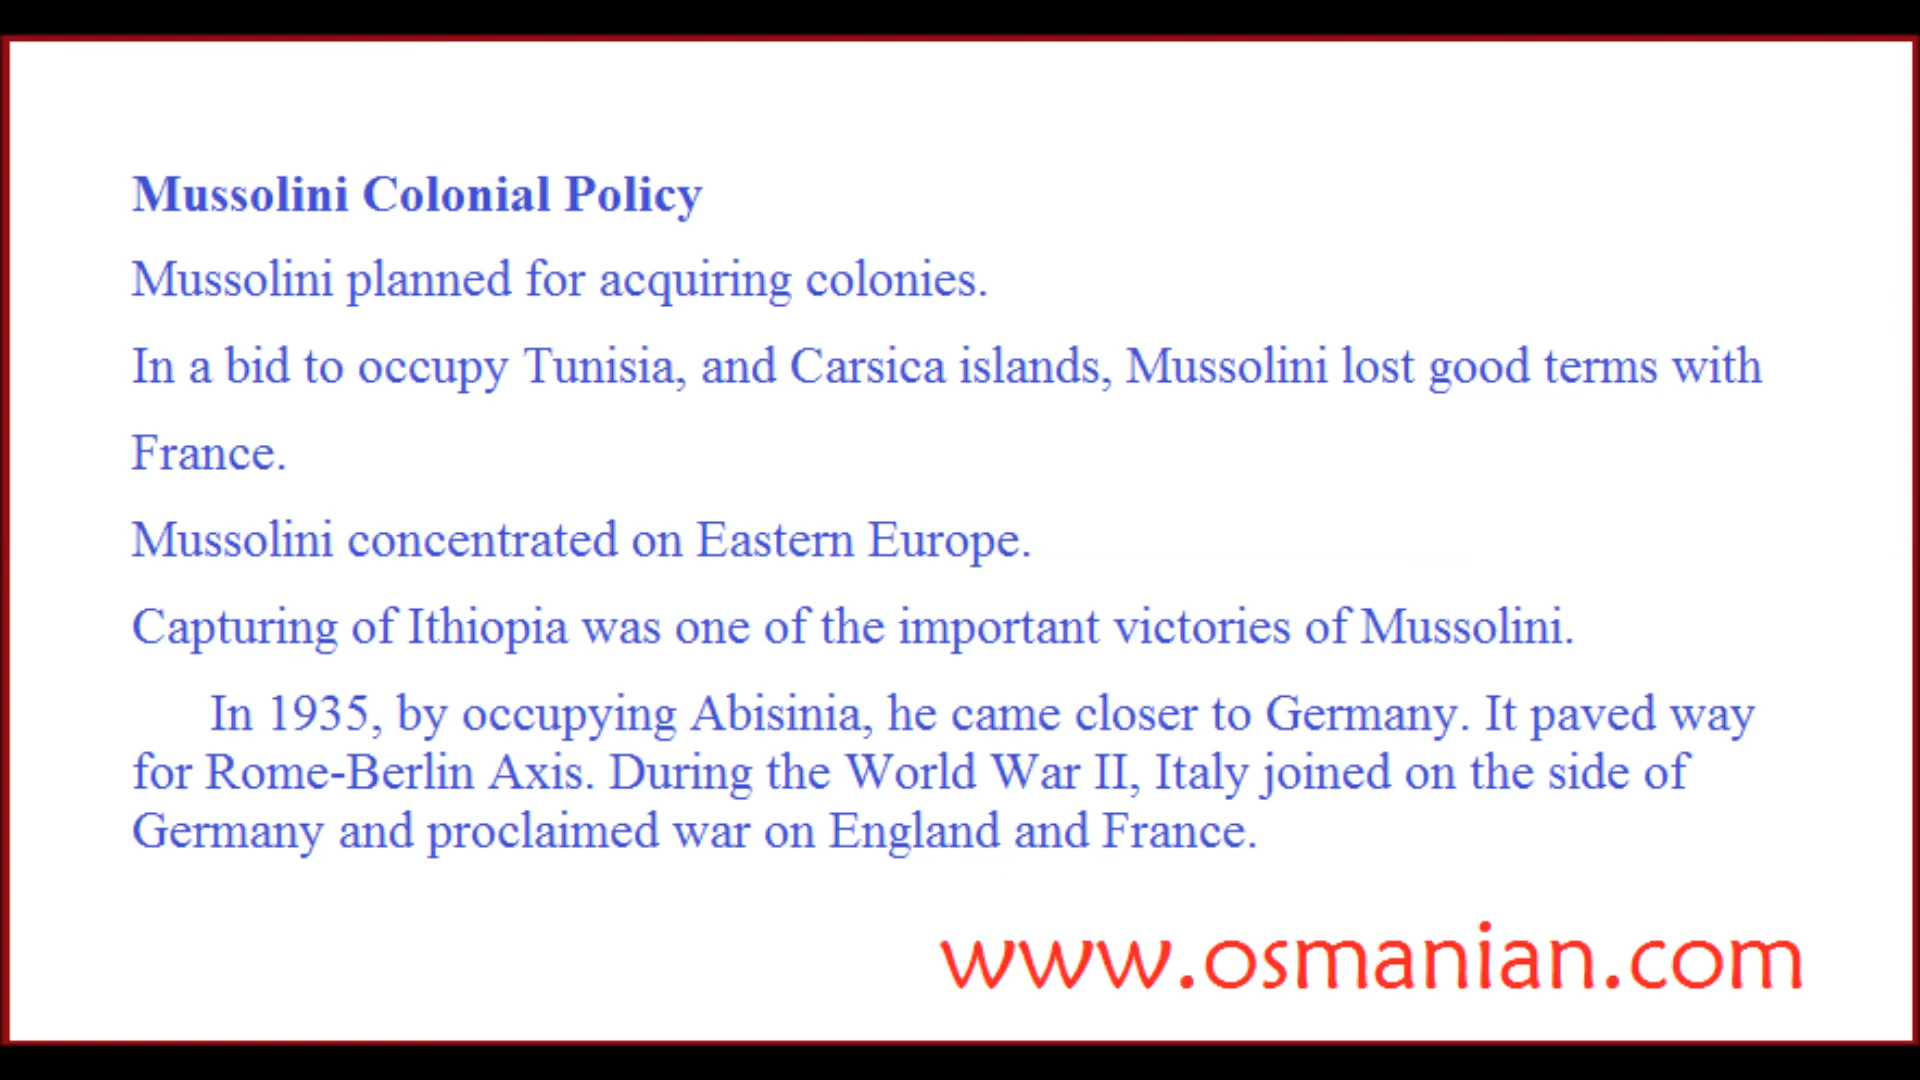 Mussolini Colonial Policy
Mussolini planned for acquiring colonies.
In a bid to occupy Tunisia, and Carsica islands, Mussolini lost good terms with
France.
Mussolini concentrated on Eastern Europe.
Capturing of Ithiopia was one of the important victories of Mussolini.
In 1935, by occupying Abisinia, he came closer to Germany. It paved way
for Rome-Berlin Axis. During the World War II, Italy joined on the side of
Germany and proclaimed war on England and France.
www.osmanian.com